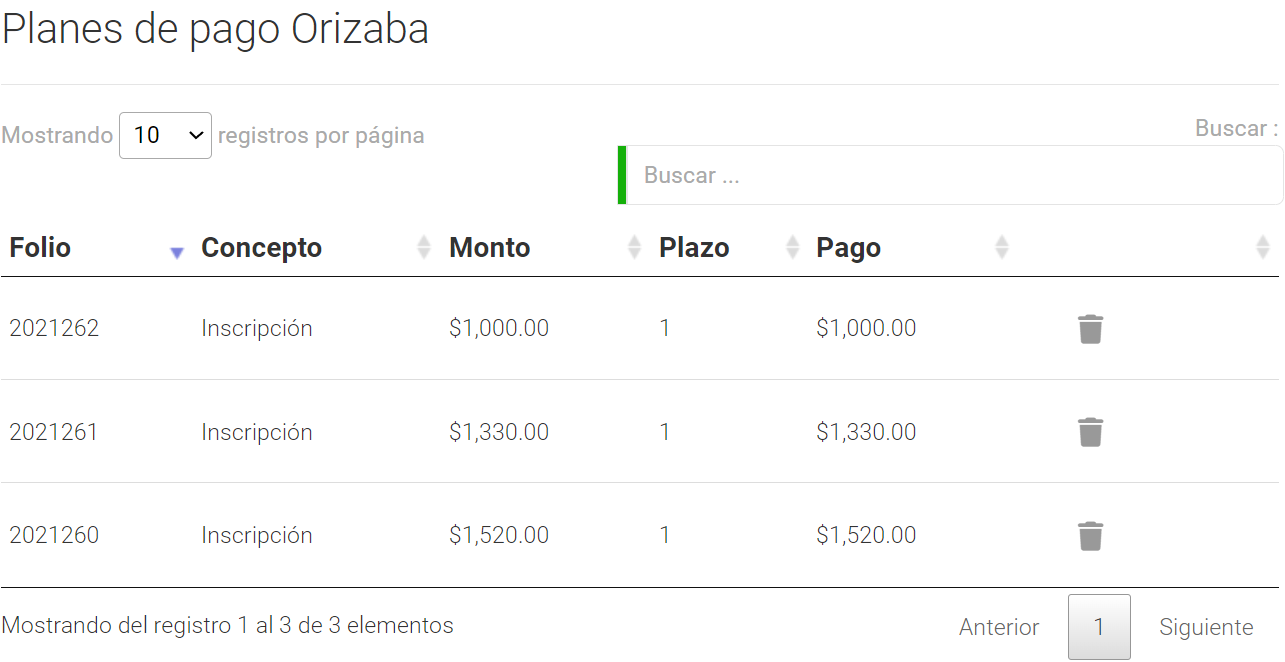 Planes de pago Orizaba
Mostrando 10 registros por página
Buscar :
Buscar ...
Folio Concepto Monto Plazo Pago
2021262 Inscripción $1,000.00 1 $1,000.00
2021261 Inscripción $1,330.00 1 $1,330.00
2021260 Inscripción $1,520.00 1 $1,520.00
Mostrando del registro 1 al 3 de 3 elementos
Anterior 1 Siguiente